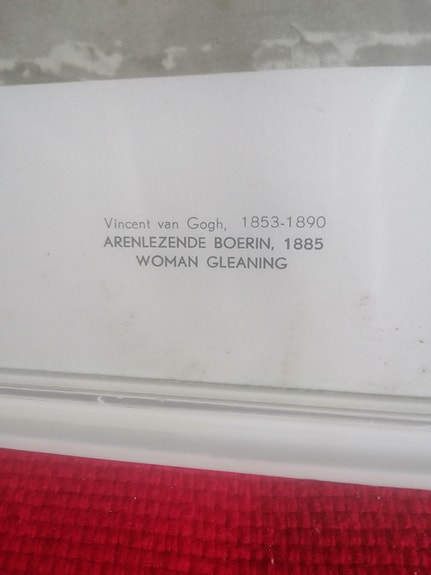 Vincent van Gogh, 1853-1890
ARENLEZENDE BOERIN, 1885
WOMAN GLEANING